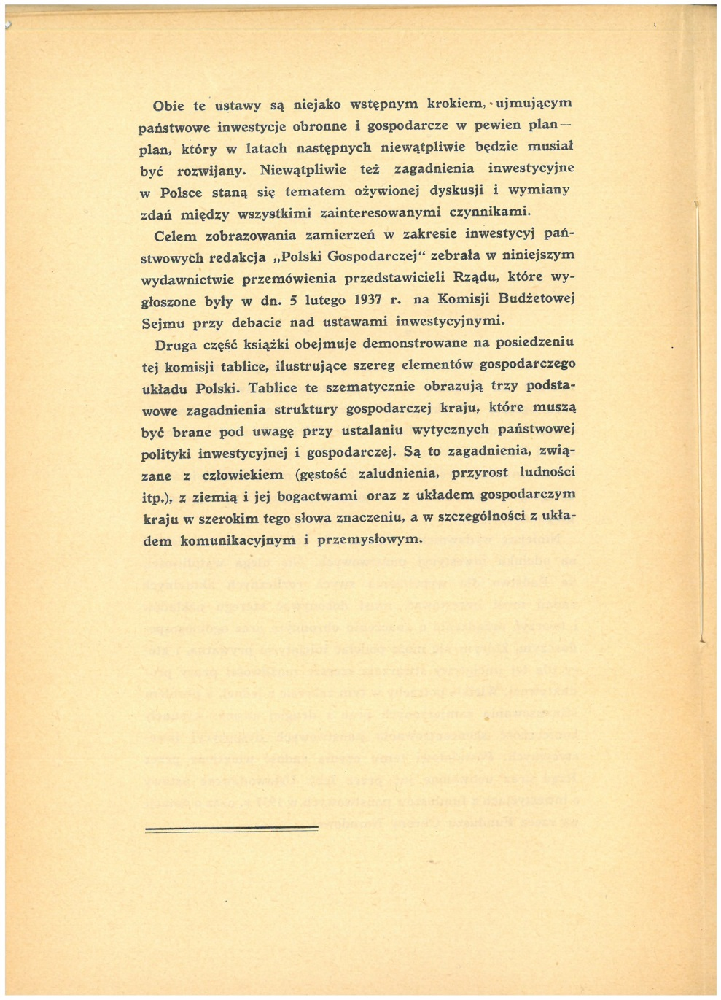 Obie te ustawy są niejako wstępnym krokiem, ujmującym
państwowe inwestycje obronne i gospodarcze w pewien plan—
plan, który w latach następnych niewątpliwie będzie musiał
być rozwijany. Niewątpliwie też zagadnienia inwestycyjne
w Polsce staną się tematem ożywionej dyskusji i wymiany
zdań między wszystkimi zainteresowanymi czynnikami.
Celem zobrazowania zamierzeń w zakresie inwestycyj pań-
stwowych redakcja „Polski Gospodarczej“ zebrała w niniejszym
wydawnictwie przemówienia przedstawicieli Rządu, które wy-
głoszone były w dn. 5 lutego 1937 r. na Komisji Budżetowej
Sejmu przy debacie nad ustawami inwestycyjnymi.
Druga część książki obejmuje demonstrowane na posiedzeniu
tej komisji tablice, ilustrujące szereg elementów gospodarczego
układu Polski. Tablice te szematycznie obrazują trzy podsta-
wowe zagadnienia struktury gospodarczej kraju, które muszą
być brane pod uwagę przy ustalaniu wytycznych państwowej
polityki inwestycyjnej i gospodarczej. Są to zagadnienia, zwią-
zane z człowiekiem (gęstość zaludnienia, przyrost ludności
itp.), z ziemią i jej bogactwami oraz z układem gospodarczym
kraju w szerokim tego słowa znaczeniu, a w szczególności z ukła-
dem komunikacyjnym i przemysłowym.